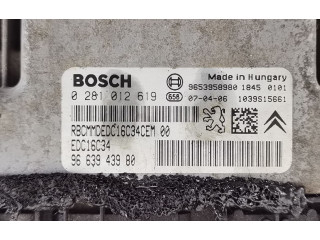 BOSCH
Made in Hungary
9653958980 1845 0101
0 281 012 619
658
07-04-06 1039S15661
RBCMMDEDC16C34CEM 00
EDC16C34
96 639 439 80